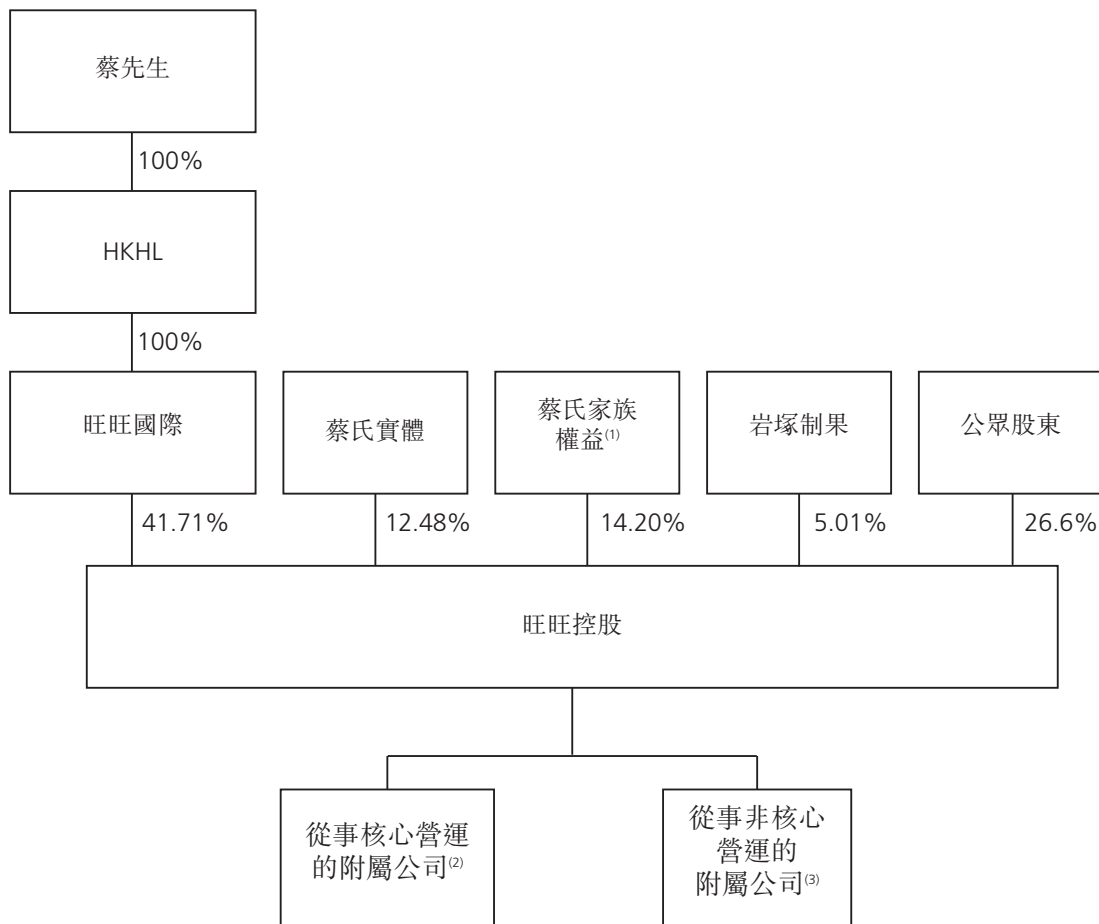 蔡先生
100%
HKHL
100%
旺旺國際
蔡氏實體
蔡氏家族
權益(1)
岩塚制果
公眾股東
41.71%
12.48%
14.20%
5.01%
26.6%
旺旺控股
從事核心營運
的附屬公司(2)
從事非核心
營運的
附屬公司(3)